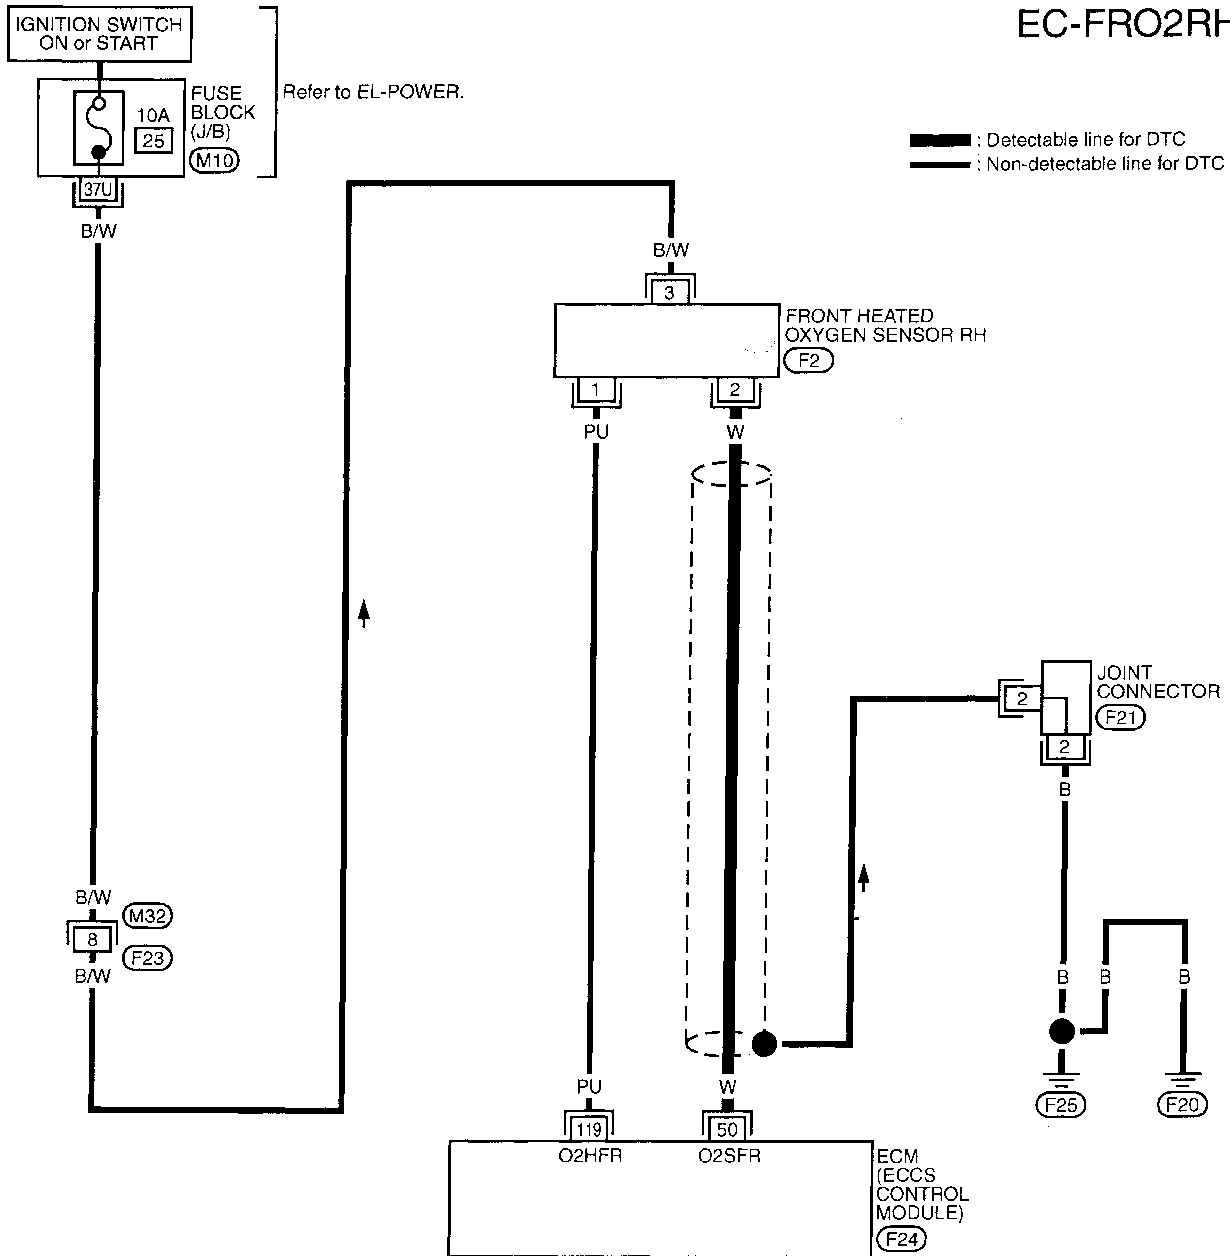 EC-FRO2RH
IGNITION SWITCH
ON or START
FUSE
BLOCK
(J/B)
M10
10A
25
37U
Refer to EL-POWER.
: Detectable line for DTC
: Non-detectable line for DTC
B/W
B/W
3
FRONT HEATED
OXYGEN SENSOR RH
F2
1
2
PU
W
JOINT
CONNECTOR
F21
2
2
B
B/W
M32
8
F23
B/W
B
B
B
F25
F20
PU
W
119
50
O2HFR
O2SFR
ECM
(ECCS
CONTROL
MODULE)
F24